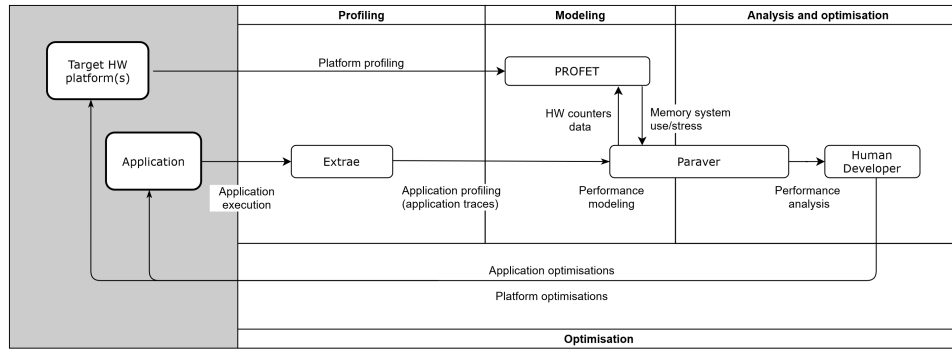 Profiling
Modeling
Analysis and optimisation
Target HW
platform(s)
Platform profiling
PROFET
HW counters
data
Memory system
use/stress
Application
Application
execution
Extrae
Application profiling
(application traces)
Paraver
Performance
modeling
Performance
analysis
Human
Developer
Application optimisations
Platform optimisations
Optimisation